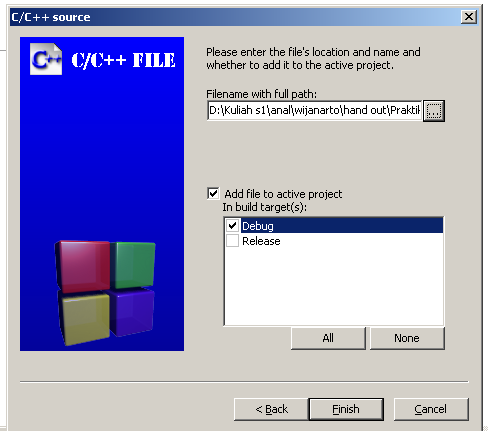 C/C++ source
C++
C/C++ FILE
Please enter the file's location and name and
whether to add it to the active project.
Filename with full path:
D:\Kuliah s1\anal\wijanarto\hand out\Prakti
...
Add file to active project
In build target(s):
Debug
Release
All
None
< Back
Finish
Cancel